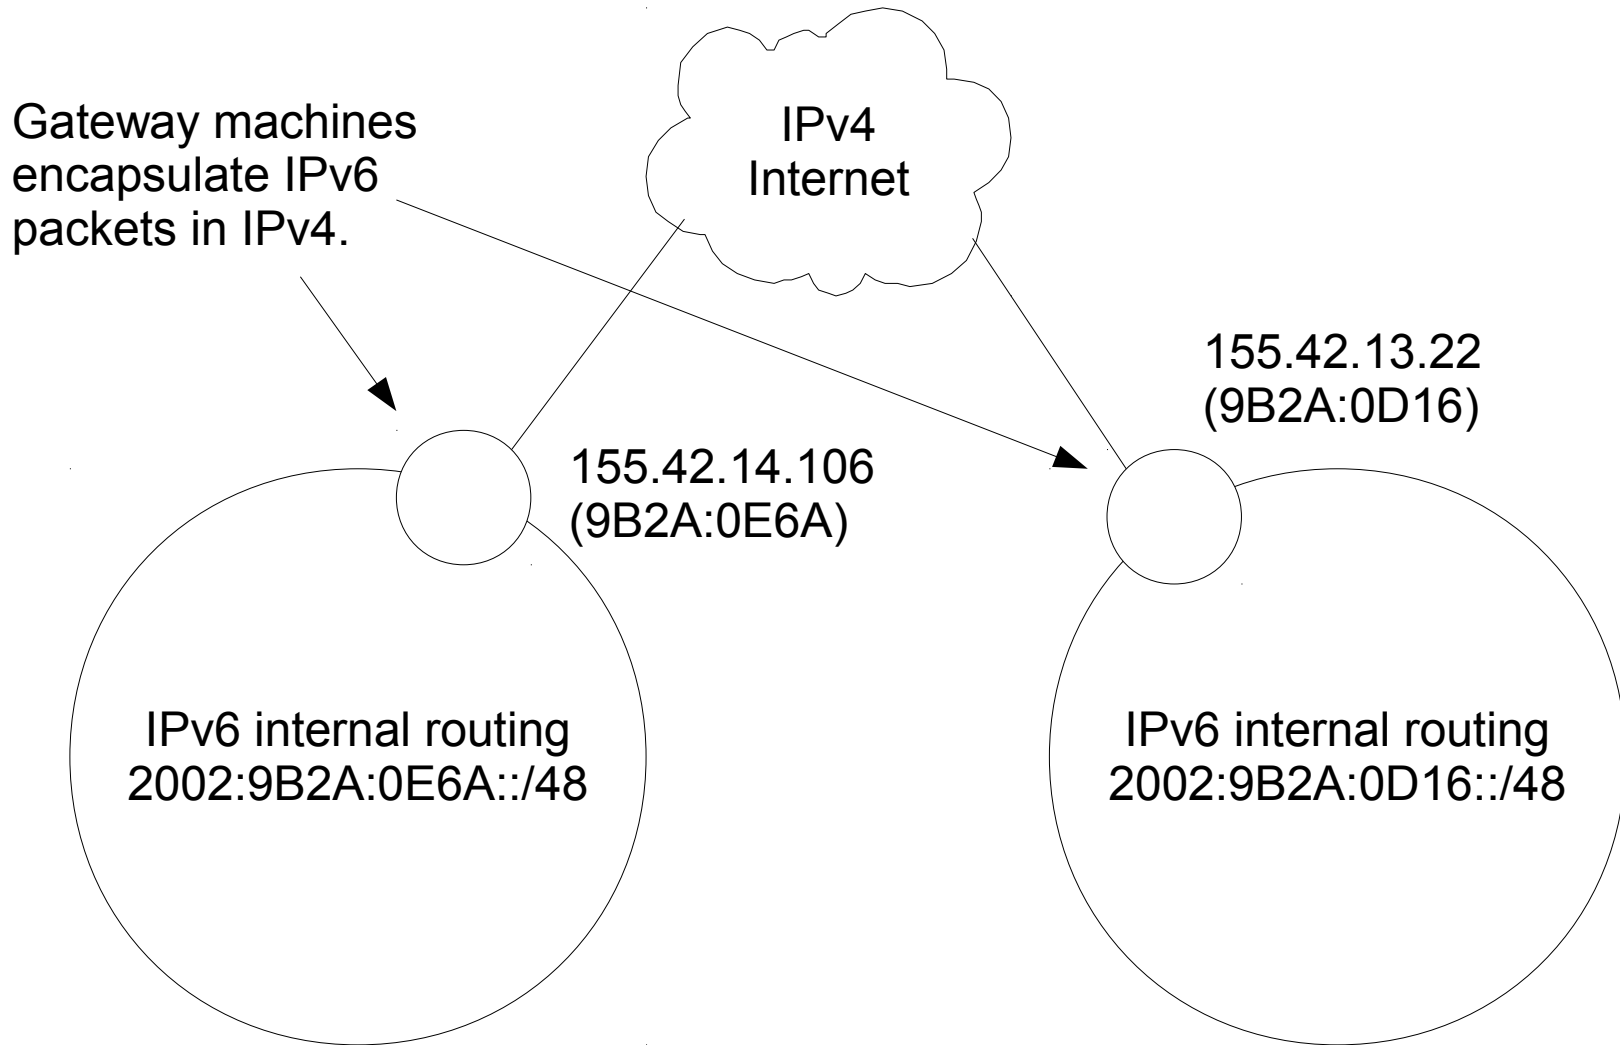 Gateway machines
encapsulate IPv6
packets in IPv4.
IPv4
Internet
155.42.13.22
(9B2A:0D16)
155.42.14.106
(9B2A:0E6A)
IPv6 internal routing
2002:9B2A:0E6A::/48
IPv6 internal routing
2002:9B2A:0D16::/48